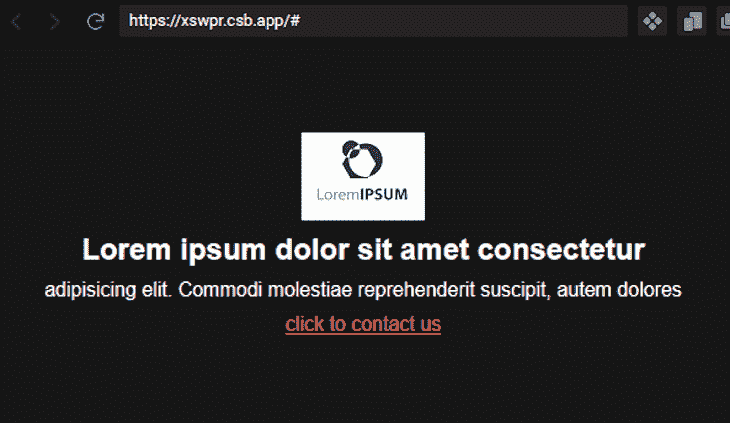 https://xswpr.csb.app/#
LoremIPSUM
Lorem ipsum dolor sit amet consectetur
adipisicing elit. Commodi molestiae reprehenderit suscipit, autem dolores
click to contact us